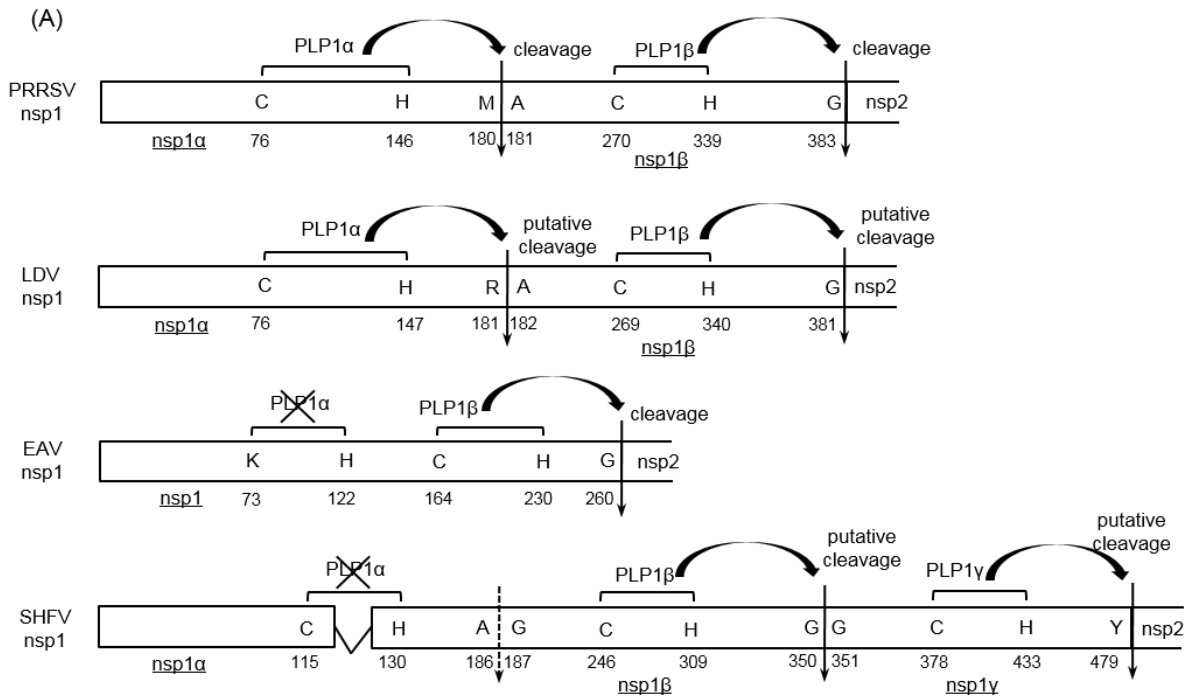 (A)
PLP1α cleavage PLP1β cleavage
PRRSV
nsp1
C H M A C H G nsp2
nsp1α 76 146 180 181 270 339 383
nsp1β
PLP1α putative
cleavage PLP1β putative
cleavage
LDV
nsp1
C H R A C H G nsp2
nsp1α 76 147 181 182 269 340 381
nsp1β
PLP1α PLP1β cleavage
EAV
nsp1
K H C H G nsp2
nsp1 73 122 164 230 260
PLP1α PLP1β putative
cleavage PLP1γ putative
cleavage
SHFV
nsp1
C H A G C H G G C H Y nsp2
nsp1α 115 130 186 187 246 309 350 351 378 433 479
nsp1β nsp1γ